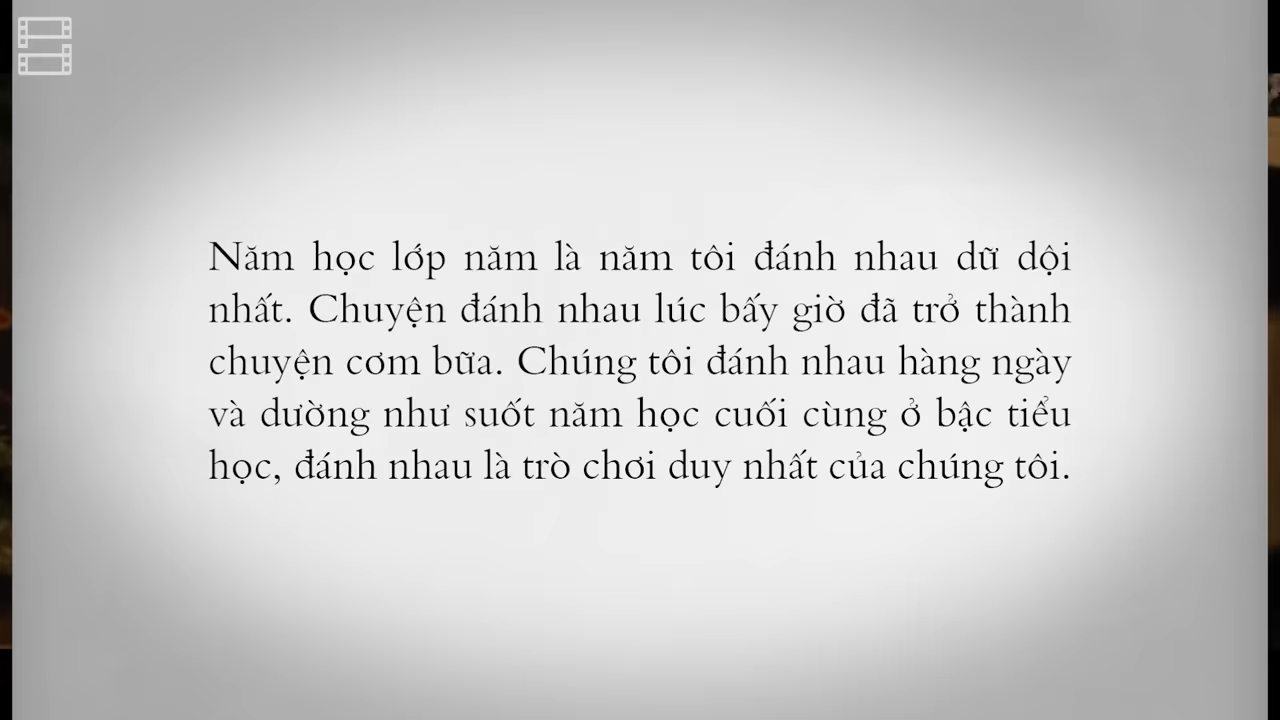 Năm học lớp năm là năm tôi đánh nhau dữ dội
nhất. Chuyện đánh nhau lúc bấy giờ đã trở thành
chuyện cơm bữa. Chúng tôi đánh nhau hàng ngày
và dường như suốt năm học cuối cùng ở bậc tiểu
học, đánh nhau là trò chơi duy nhất của chúng tôi.